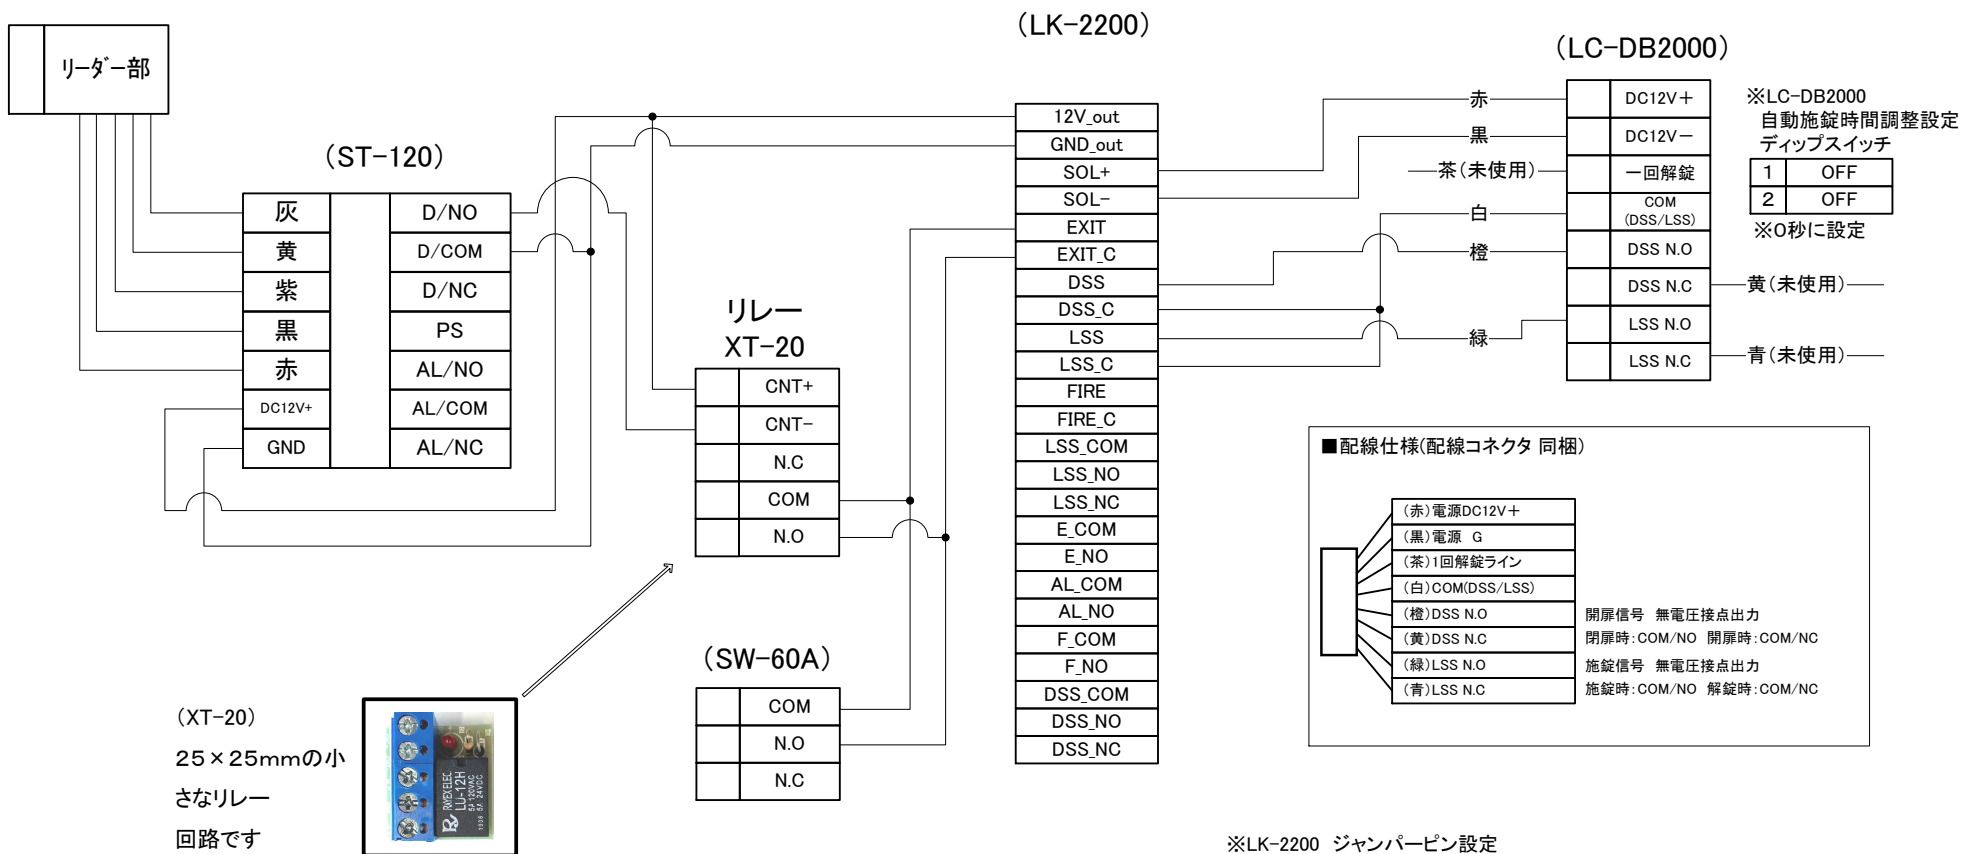 (LK-2200)
(LC-DB2000)
リーダー部
(ST-120)
灰 D/NO
黄 D/COM
紫 D/NC
黒 PS
赤 AL/NO
DC12V+ AL/COM
GND AL/NC
リレー
XT-20
CNT+
CNT-
N.C
COM
N.O
(SW-60A)
COM
N.O
N.C
12V_out
GND_out
SOL+
SOL-
EXIT
EXIT_C
DSS
DSS_C
LSS
LSS_C
FIRE
FIRE_C
LSS_COM
LSS_NO
LSS_NC
E_COM
E_NO
AL_COM
AL_NO
F_COM
F_NO
DSS_COM
DSS_NO
DSS_NC
赤 DC12V+
黒 DC12V-
茶(未使用) 一回解錠
白 COM
(DSS/LSS)
橙 DSS N.O
DSS N.C 黄(未使用)
緑 LSS N.O
LSS N.C 青(未使用)
※LC-DB2000
自動施錠時間調整設定
ディップスイッチ
1 OFF
2 OFF
※0秒に設定
■配線仕様(配線コネクタ 同梱)
(赤)電源DC12V+
(黒)電源 G
(茶)1回解錠ライン
(白)COM(DSS/LSS)
(橙)DSS N.O 開扉信号 無電圧接点出力
(黄)DSS N.C 閉扉時:COM/NO 開扉時:COM/NC
(緑)LSS N.O 施錠信号 無電圧接点出力
(青)LSS N.C 施錠時:COM/NO 解錠時:COM/NC
(XT-20)
25×25mmの小
さなリレー
回路です
RAYEX ELEC
LU-12H
5A 120VAC
5A 24VDC
※LK-2200 ジャンパーピン設定